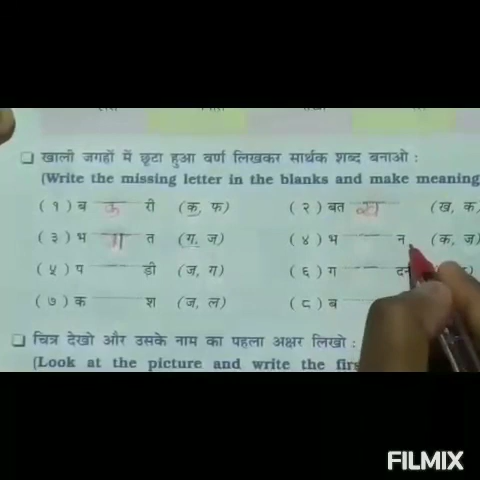 ❑ खाली जगहों में छूटा हुआ वर्ण लिखकर सार्थक शब्द बनाओ :
(Write the missing letter in the blanks and make meaning
(१) ब क री (क, फ) (२) बत ख (ख, क
(३) भ ग त (ग, ज) (४) भ न (क, ज)
(५) प ड़ी (ज, ग) (६) ग दन
(७) क श (ज, ल) (८) ब
❑ चित्र देखो और उसके नाम का पहला अक्षर लिखो :
(Look at the picture and write the firs
FILMIX